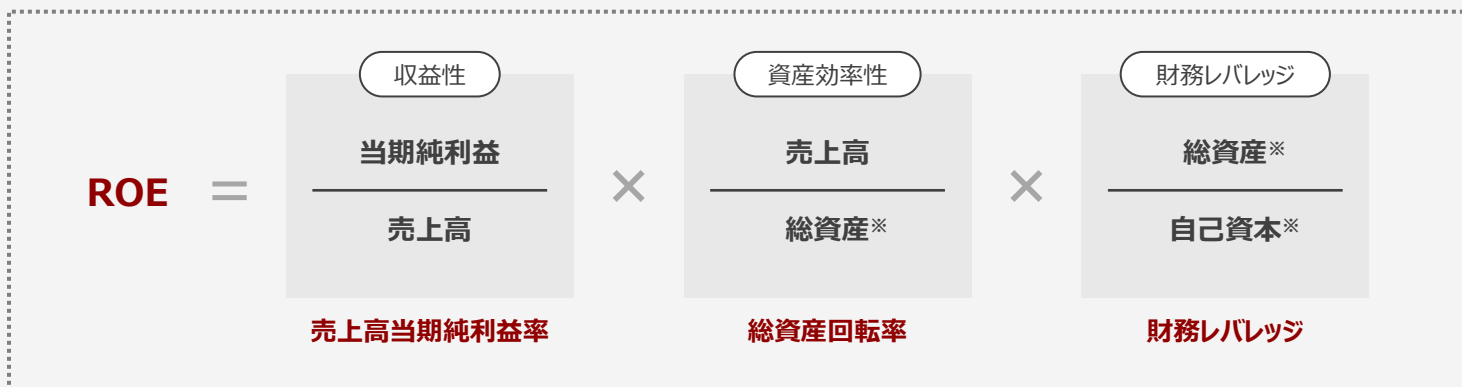 収益性
資産効率性
財務レバレッジ
当期純利益
売上高
総資産※
ROE = × ×
売上高
総資産※
自己資本※
売上高当期純利益率
総資産回転率
財務レバレッジ